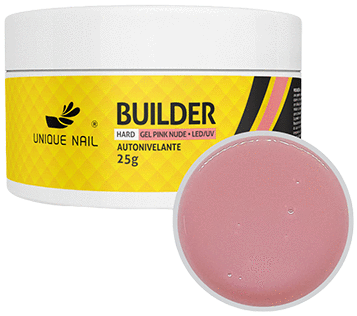 UNIQUE NAIL ®
BUILDER
HARD GEL PINK NUDE • LED/UV
AUTONIVELANTE
25g